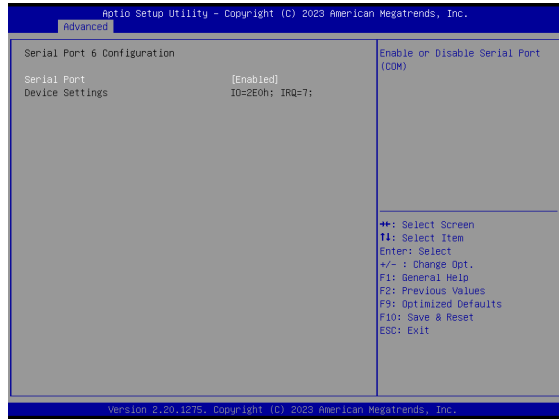 Aptio Setup Utility – Copyright (C) 2023 American Megatrends, Inc.
Advanced
Serial Port 6 Configuration
Serial Port [Enabled]
Device Settings IO=2E0h; IRQ=7;
Enable or Disable Serial Port
(COM)
→←: Select Screen
↑↓: Select Item
Enter: Select
+/- : Change Opt.
F1: General Help
F2: Previous Values
F9: Optimized Defaults
F10: Save & Reset
ESC: Exit
Version 2.20.1275. Copyright (C) 2023 American Megatrends, Inc.